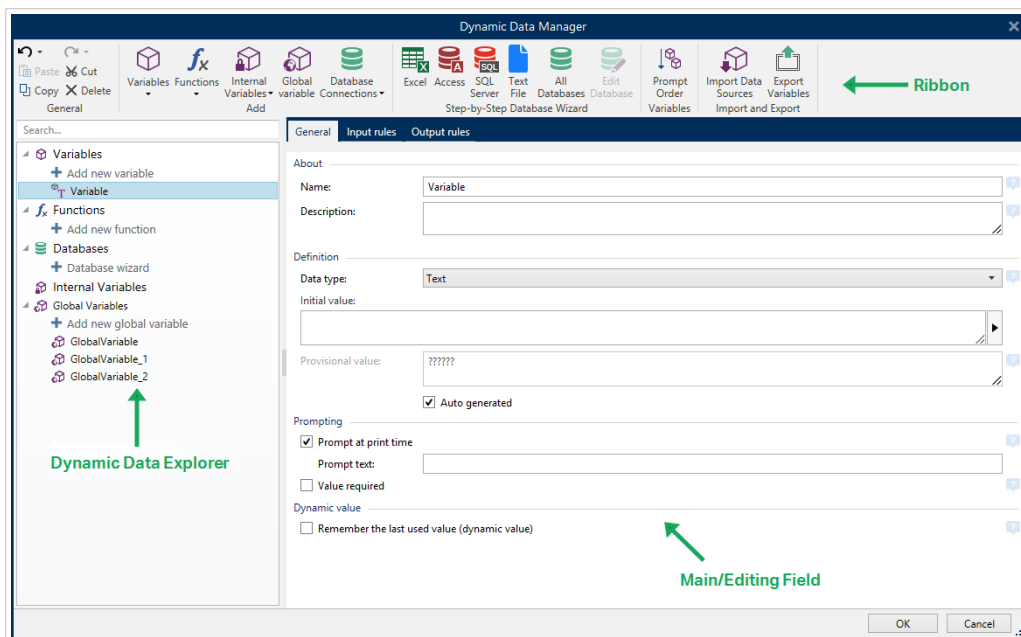 Dynamic Data Manager
Paste Cut
Copy Delete
General
Variables Functions Internal Variables Global variable Database Connections
Add
Excel Access SQL Server Text File All Databases Edit Database
Step-by-Step Database Wizard
Prompt Order
Variables
Import Data Sources Export Variables
Import and Export
Ribbon
Search...
Variables
Add new variable
Variable
Functions
Add new function
Databases
Database wizard
Internal Variables
Global Variables
Add new global variable
GlobalVariable
GlobalVariable_1
GlobalVariable_2
Dynamic Data Explorer
General Input rules Output rules
About
Name: Variable
Description:
Definition
Data type: Text
Initial value:
Provisional value: ??????
Auto generated
Prompting
Prompt at print time
Prompt text:
Value required
Dynamic value
Remember the last used value (dynamic value)
Main/Editing Field
OK Cancel